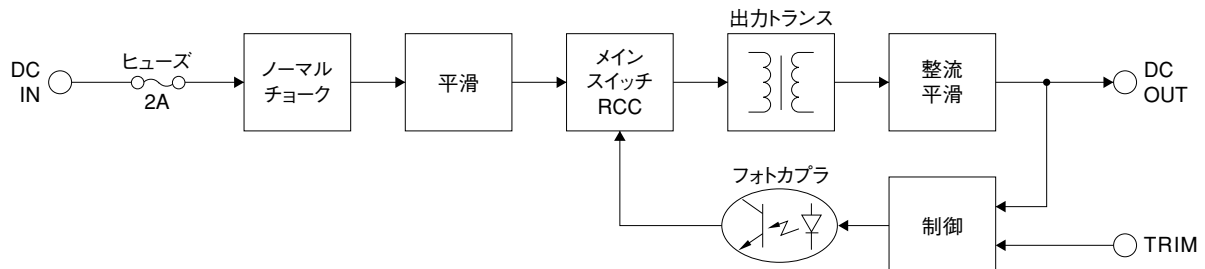 DC
IN
ヒューズ
2A
ノーマル
チョーク
平滑
メイン
スイッチ
RCC
出力トランス
整流
平滑
DC
OUT
フォトカプラ
制御
TRIM